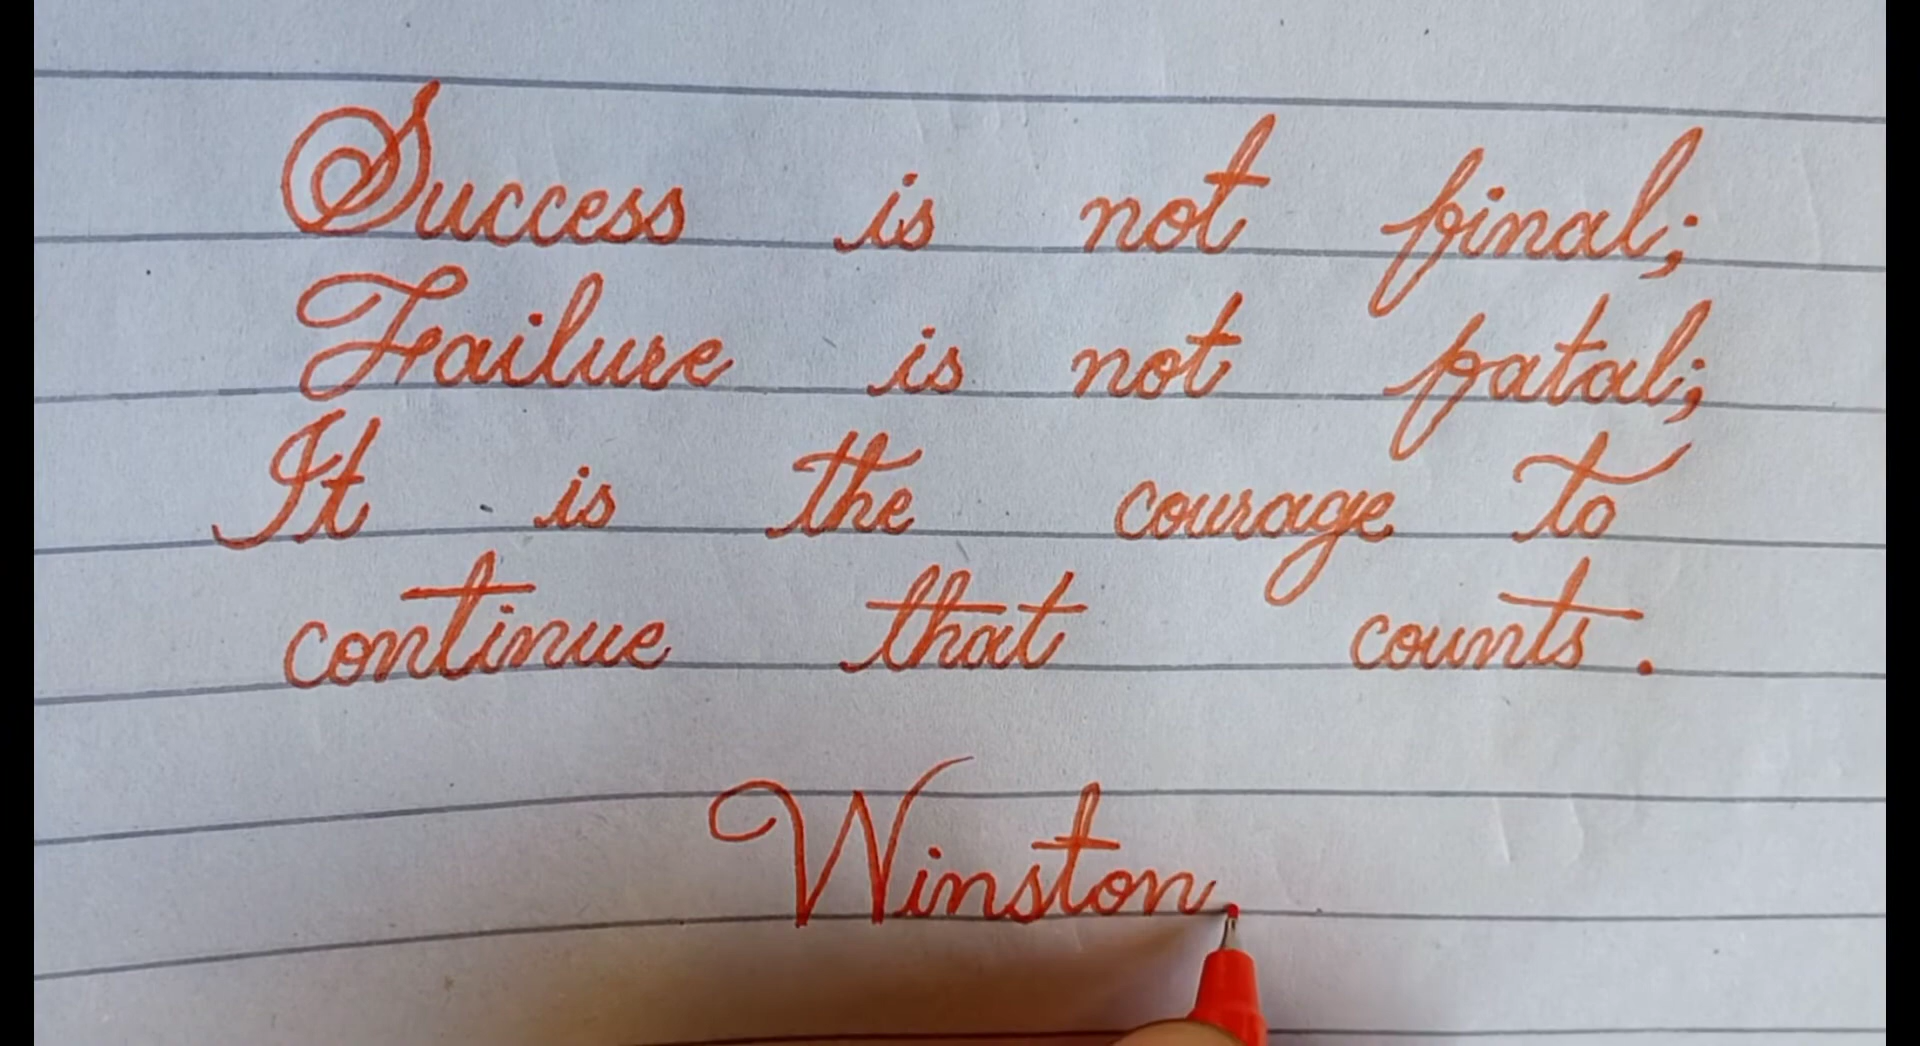 Success is not final;
Failure is not fatal;
It is the courage to
continue that counts.
Winston